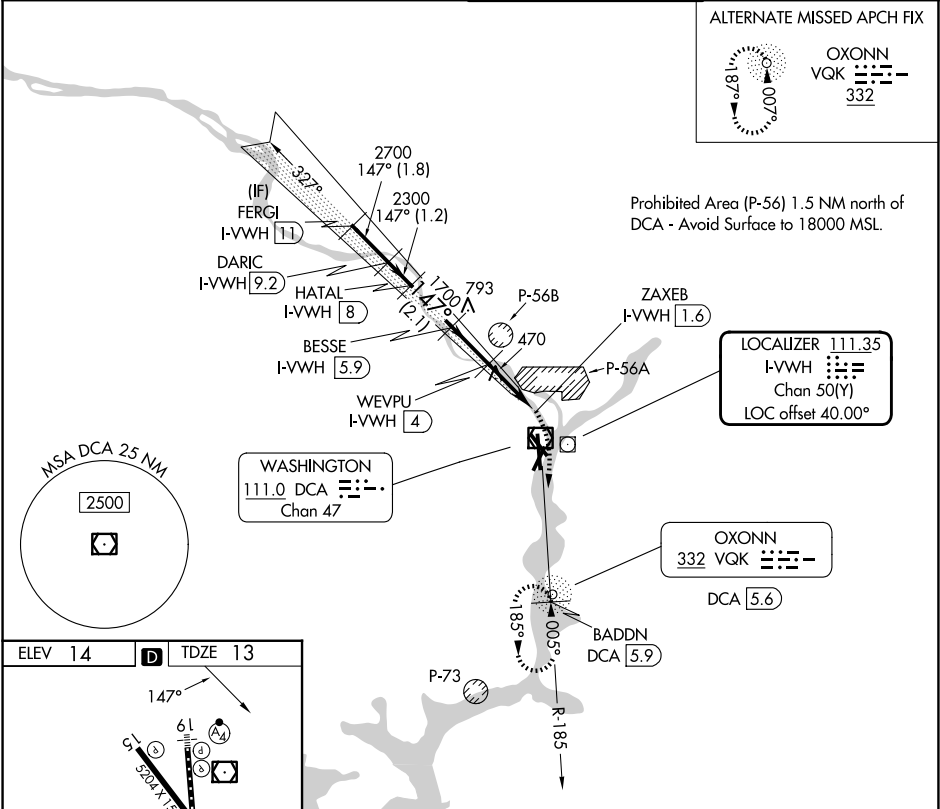 ALTERNATE MISSED APCH FIX
OXONN
VQK
332
187°
007°
Prohibited Area (P-56) 1.5 NM north of
DCA - Avoid Surface to 18000 MSL.
327°
2700
147° (1.8)
2300
147° (1.2)
(IF)
FERGI
I-VWH 11
DARIC
I-VWH 9.2
HATAL
I-VWH 8
1700
147°
(2.1)
793
P-56B
BESSE
I-VWH 5.9
470
ZAXEB
I-VWH 1.6
P-56A
WEVPU
I-VWH 4
LOCALIZER 111.35
I-VWH
Chan 50(Y)
LOC offset 40.00°
WASHINGTON
111.0 DCA
Chan 47
MSA DCA 25 NM
2500
OXONN
332 VQK
DCA 5.6
BADDN
DCA 5.9
185°
005°
R-185
P-73
ELEV 14
D
TDZE 13
147°
15
19
A4
P
P
P
5204 X 15